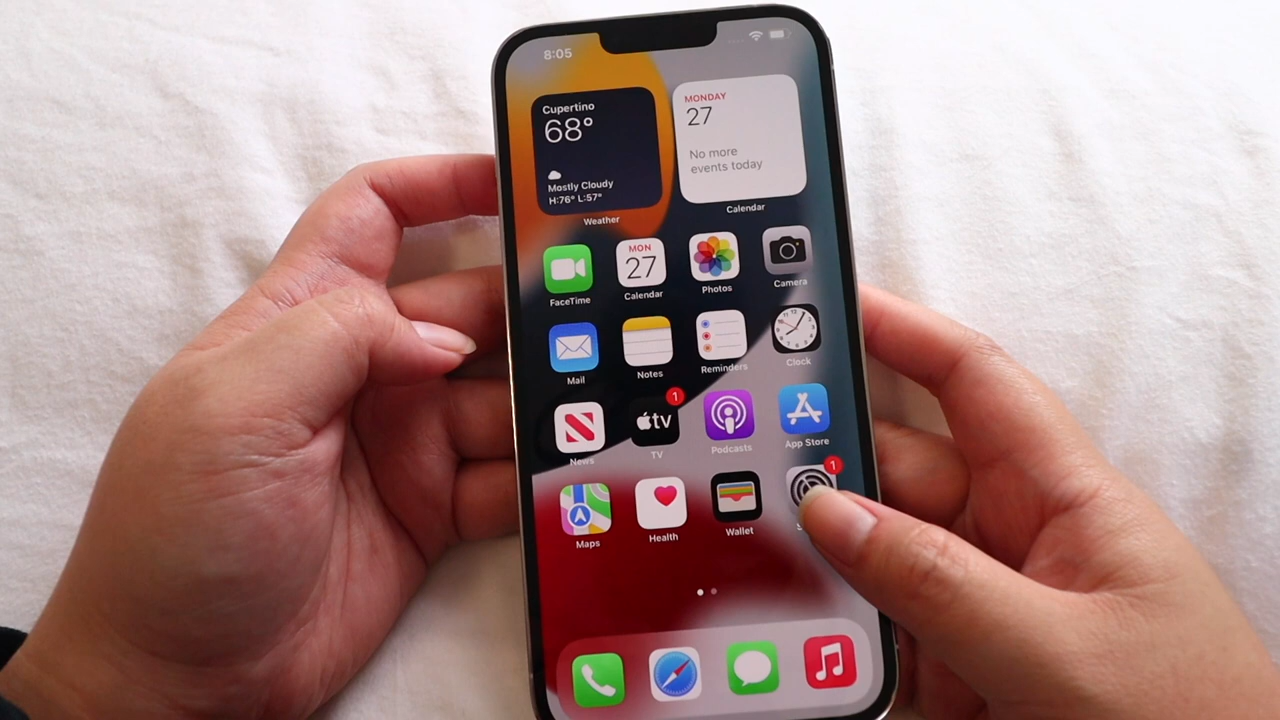 8:05
Cupertino
68°
Mostly Cloudy
H:76° L:57°
Weather
MONDAY
27
No more
events today
Calendar
FaceTime
MON
27
Calendar
Photos
Camera
Mail
Notes
Reminders
Clock
News
tv
1
TV
Podcasts
App Store
1
Maps
Health
Wallet